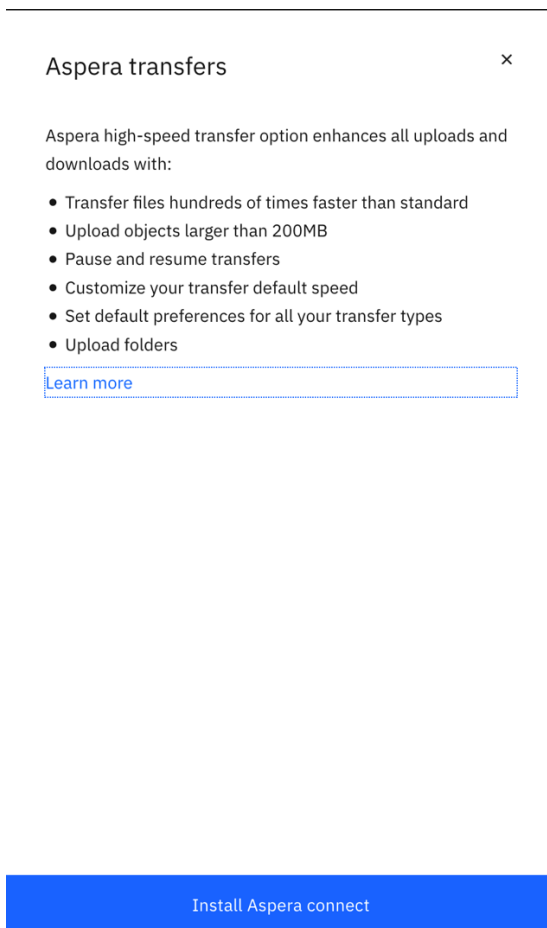 Aspera transfers
Aspera high-speed transfer option enhances all uploads and
downloads with:
• Transfer files hundreds of times faster than standard
• Upload objects larger than 200MB
• Pause and resume transfers
• Customize your transfer default speed
• Set default preferences for all your transfer types
• Upload folders
Learn more
Install Aspera connect